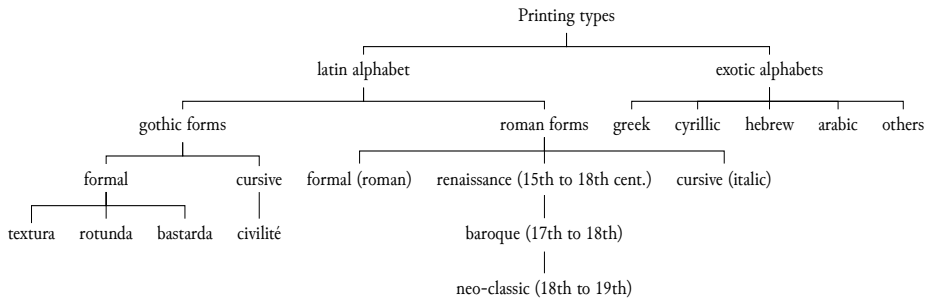 Printing types
latin alphabet exotic alphabets
gothic forms roman forms greek cyrillic hebrew arabic others
formal cursive formal (roman) renaissance (15th to 18th cent.) cursive (italic)
textura rotunda bastarda civilité baroque (17th to 18th)
neo-classic (18th to 19th)